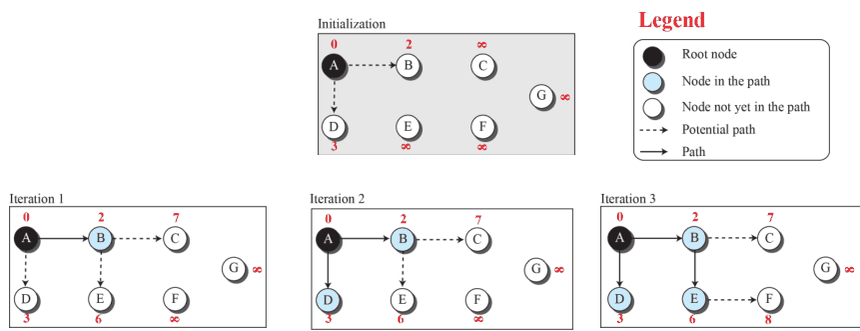 Initialization
Legend
0 2 ∞
A B C
G ∞
D E F
3 ∞ ∞
Root node
Node in the path
Node not yet in the path
Potential path
Path
Iteration 1
0 2 7
A B C
G ∞
D E F
3 6 ∞
Iteration 2
0 2 7
A B C
G ∞
D E F
3 6 ∞
Iteration 3
0 2 7
A B C
G ∞
D E F
3 6 8